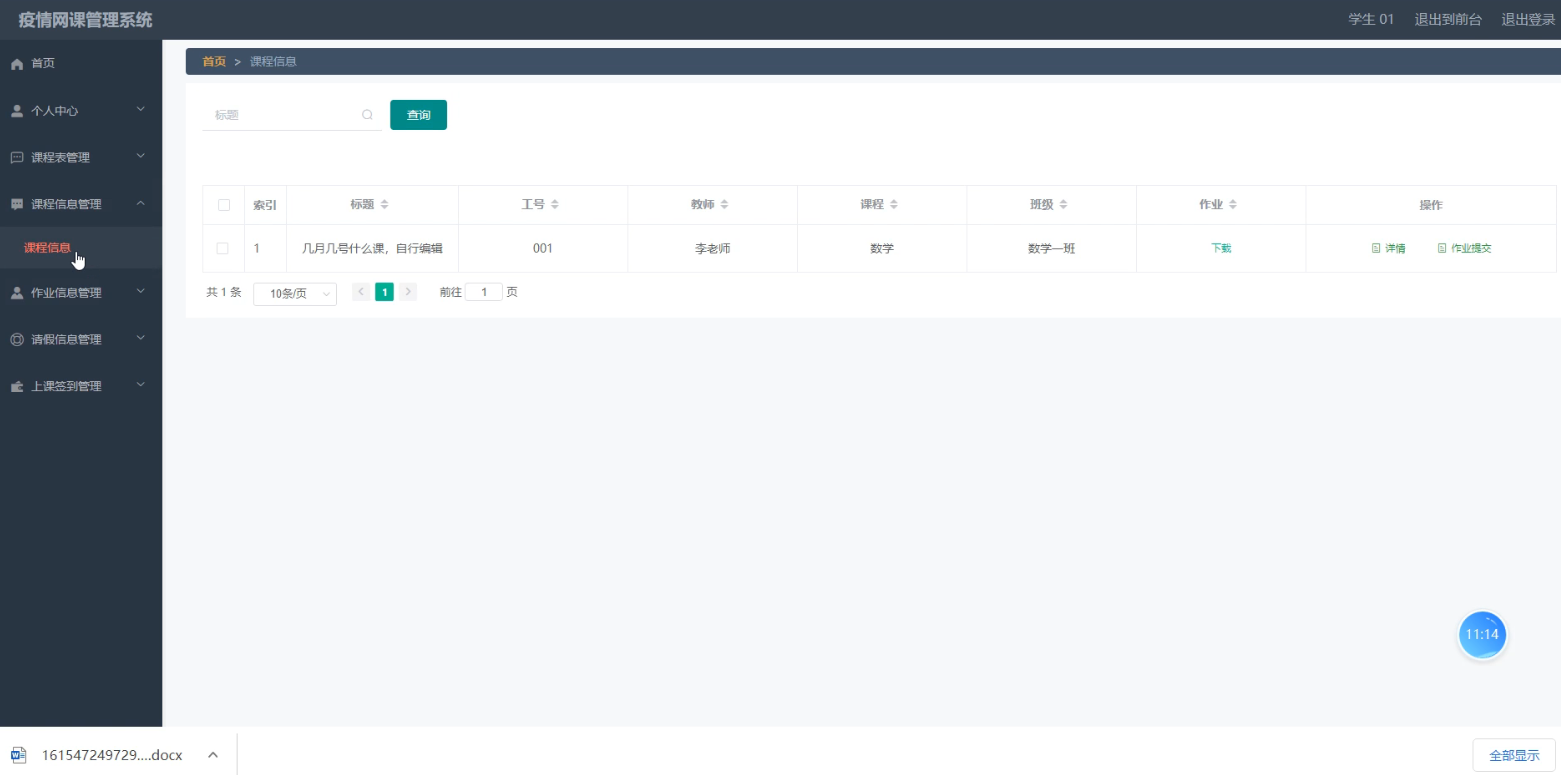 疫情网课管理系统
学生 01 退出到前台 退出登录
首页
个人中心
课程表管理
课程信息管理
课程信息
作业信息管理
请假信息管理
上课签到管理
首页 > 课程信息
标题 查询
索引 标题 工号 教师 课程 班级 作业 操作
1 几月几号什么课，自行编辑 001 李老师 数学 数学一班 下载 详情 作业提交
共 1 条 10条/页 < 1 > 前往 1 页
11:14
161547249729....docx
全部显示